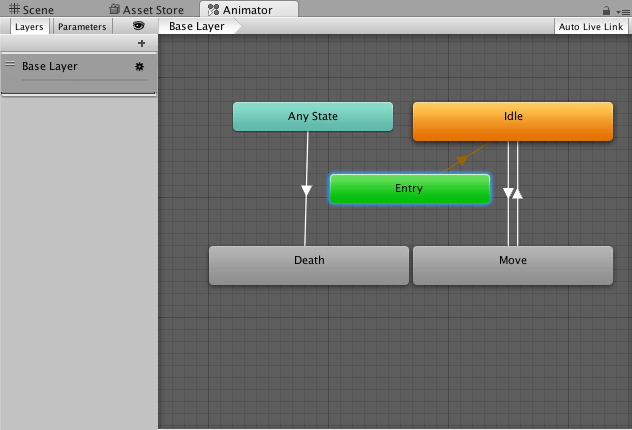 Scene Asset Store Animator
Layers Parameters Base Layer Auto Live Link
+
Base Layer
Any State Idle
Entry
Death Move